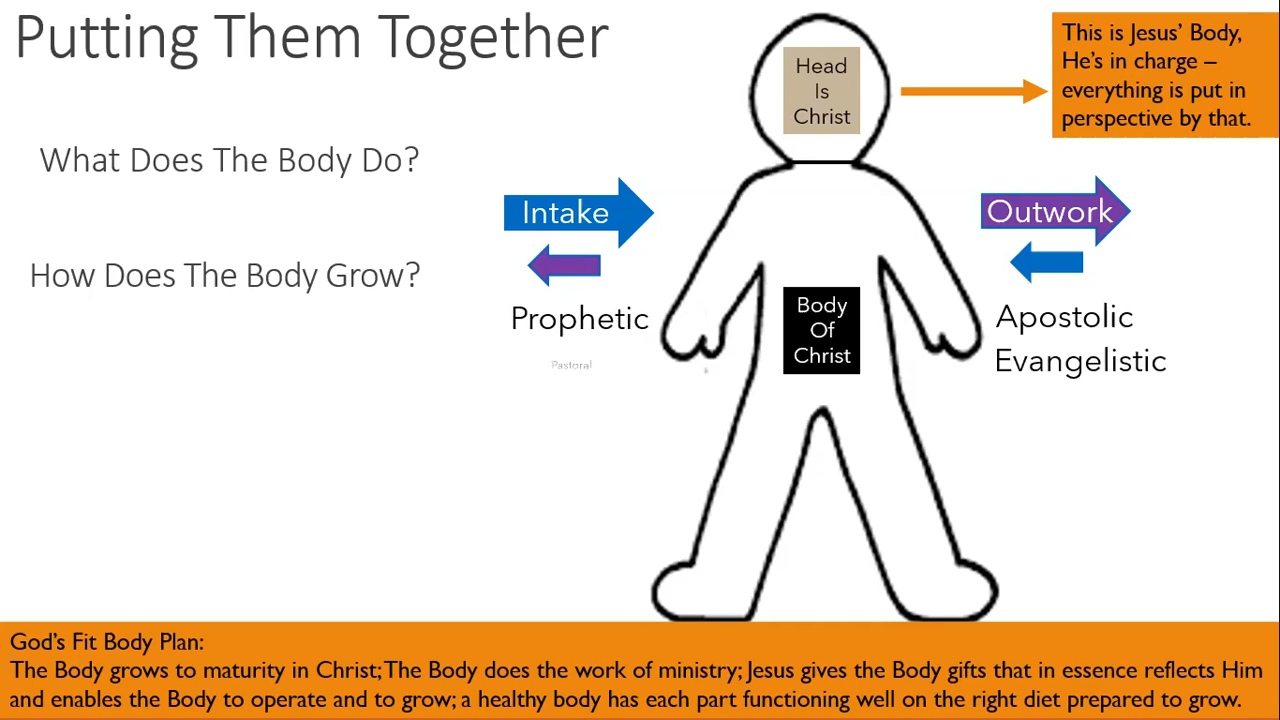 Putting Them Together
What Does The Body Do?
How Does The Body Grow?
Head
Is
Christ
This is Jesus' Body,
He's in charge –
everything is put in
perspective by that.
Intake
Prophetic
Pastoral
Outwork
Apostolic
Evangelistic
Body
Of
Christ
God's Fit Body Plan:
The Body grows to maturity in Christ; The Body does the work of ministry; Jesus gives the Body gifts that in essence reflects Him
and enables the Body to operate and to grow; a healthy body has each part functioning well on the right diet prepared to grow.